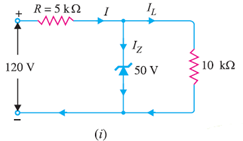 R = 5 kΩ
I
I_L
+
I_Z
120 V
50 V
10 kΩ
–
(i)